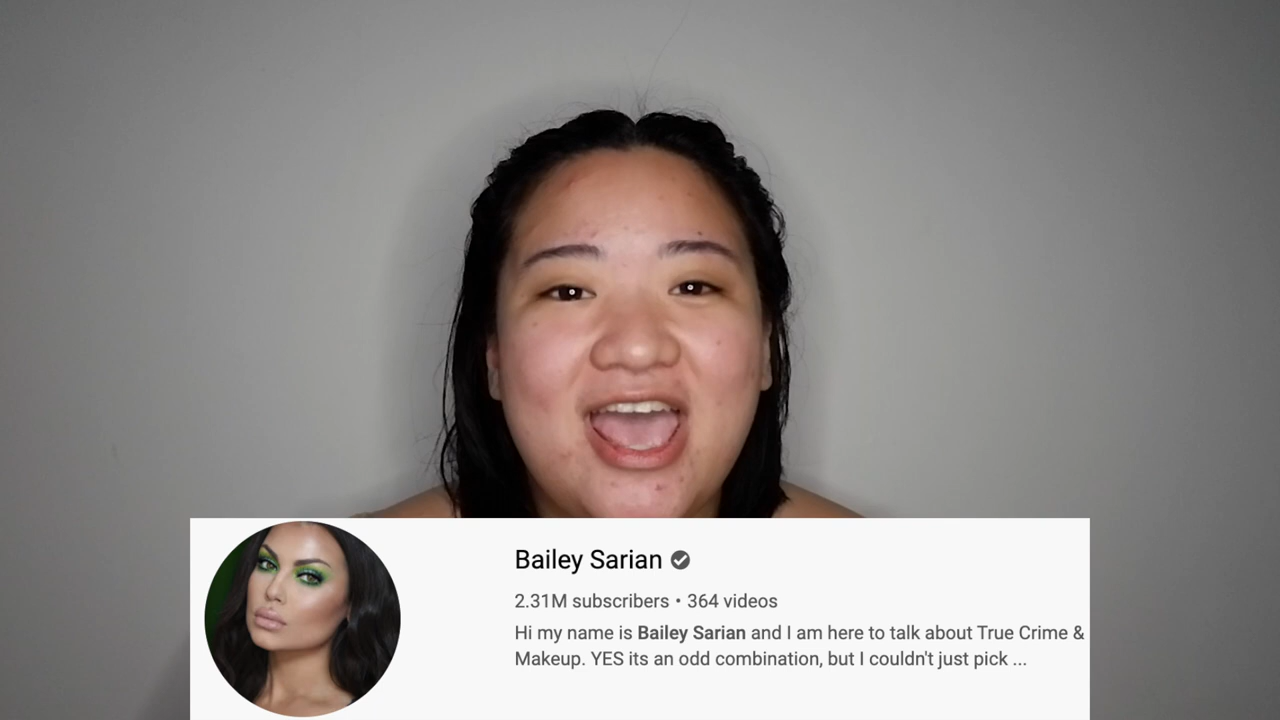 Bailey Sarian
2.31M subscribers • 364 videos
Hi my name is Bailey Sarian and I am here to talk about True Crime &
Makeup. YES its an odd combination, but I couldn't just pick ...